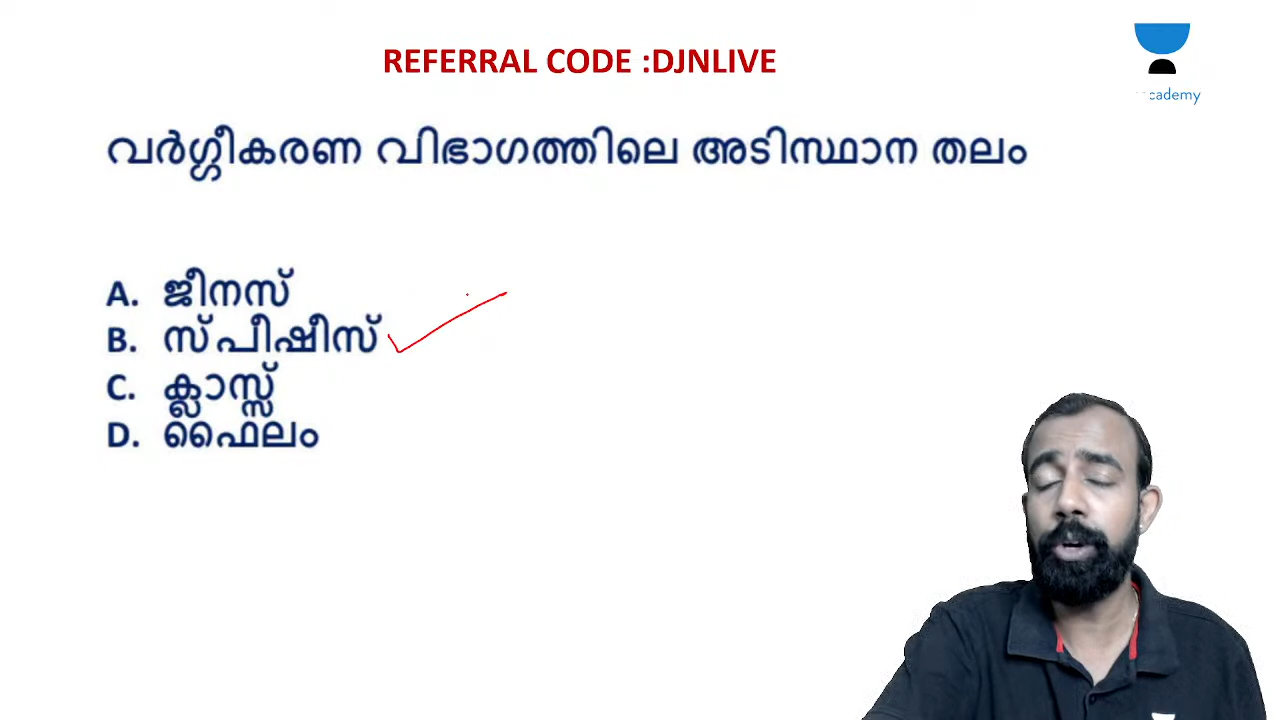 REFERRAL CODE :DJNLIVE
cademy
വർഗ്ഗീകരണ വിഭാഗത്തിലെ അടിസ്ഥാന തലം
A. ജീനസ്
B. സ്പീഷീസ്
C. ക്ലാസ്സ്
D. ഫൈലം